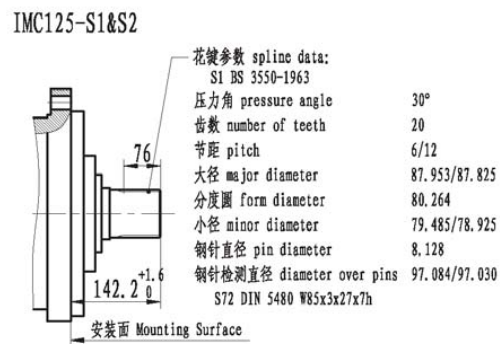 IMC125-S1&S2
花键参数 spline data:
S1 BS 3550-1963
压力角 pressure angle 30°
齿数 number of teeth 20
节距 pitch 6/12
大径 major diameter 87.953/87.825
分度圆 form diameter 80.264
小径 minor diameter 79.485/78.925
钢针直径 pin diameter 8.128
钢针检测直径 diameter over pins 97.084/97.030
S72 DIN 5480 W85x3x27x7h
76
142.2 +1.6 0
安装面 Mounting Surface